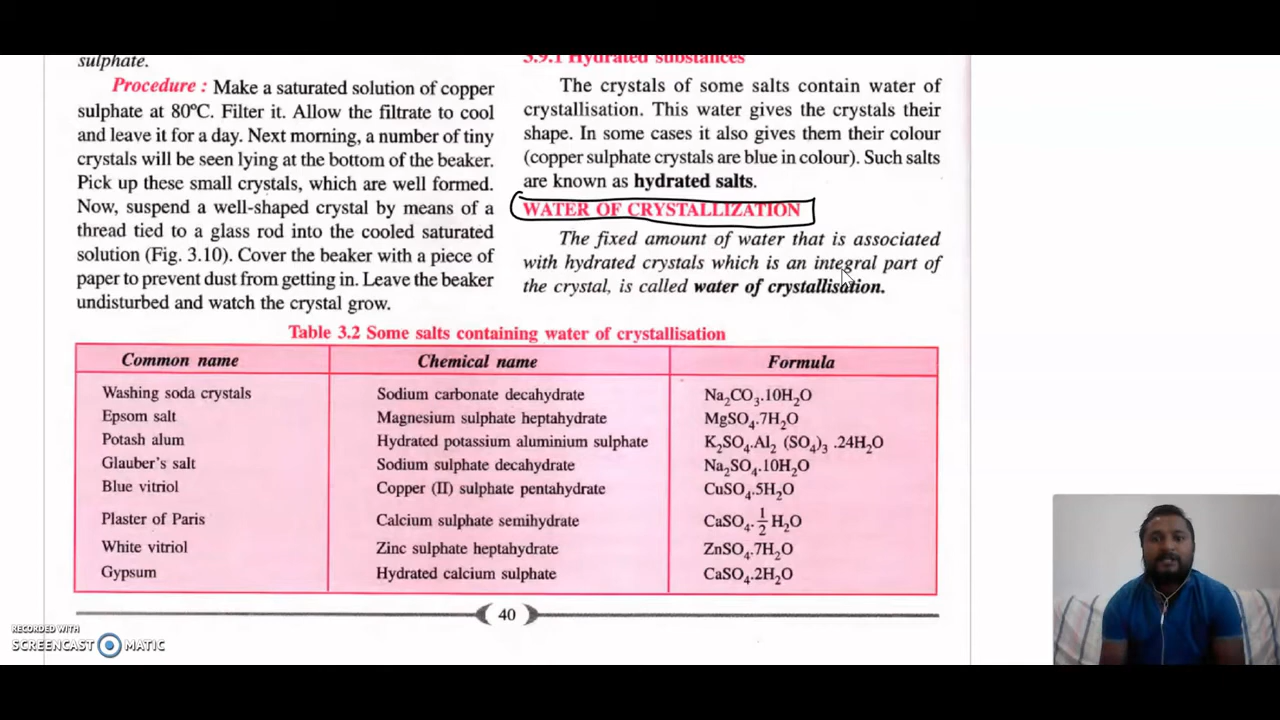 sulphate.
Procedure : Make a saturated solution of copper
sulphate at 80ºC. Filter it. Allow the filtrate to cool
and leave it for a day. Next morning, a number of tiny
crystals will be seen lying at the bottom of the beaker.
Pick up these small crystals, which are well formed.
Now, suspend a well-shaped crystal by means of a
thread tied to a glass rod into the cooled saturated
solution (Fig. 3.10). Cover the beaker with a piece of
paper to prevent dust from getting in. Leave the beaker
undisturbed and watch the crystal grow.
3.9.1 Hydrated substances
The crystals of some salts contain water of
crystallisation. This water gives the crystals their
shape. In some cases it also gives them their colour
(copper sulphate crystals are blue in colour). Such salts
are known as hydrated salts.
WATER OF CRYSTALLIZATION
The fixed amount of water that is associated
with hydrated crystals which is an integral part of
the crystal, is called water of crystallisation.
Table 3.2 Some salts containing water of crystallisation
Common name Chemical name Formula
Washing soda crystals Sodium carbonate decahydrate Na₂CO₃.10H₂O
Epsom salt Magnesium sulphate heptahydrate MgSO₄.7H₂O
Potash alum Hydrated potassium aluminium sulphate K₂SO₄.Al₂ (SO₄)₃ .24H₂O
Glauber's salt Sodium sulphate decahydrate Na₂SO₄.10H₂O
Blue vitriol Copper (II) sulphate pentahydrate CuSO₄.5H₂O
Plaster of Paris Calcium sulphate semihydrate CaSO₄.½H₂O
White vitriol Zinc sulphate heptahydrate ZnSO₄.7H₂O
Gypsum Hydrated calcium sulphate CaSO₄.2H₂O
40
RECORDED WITH
SCREENCAST MATIC